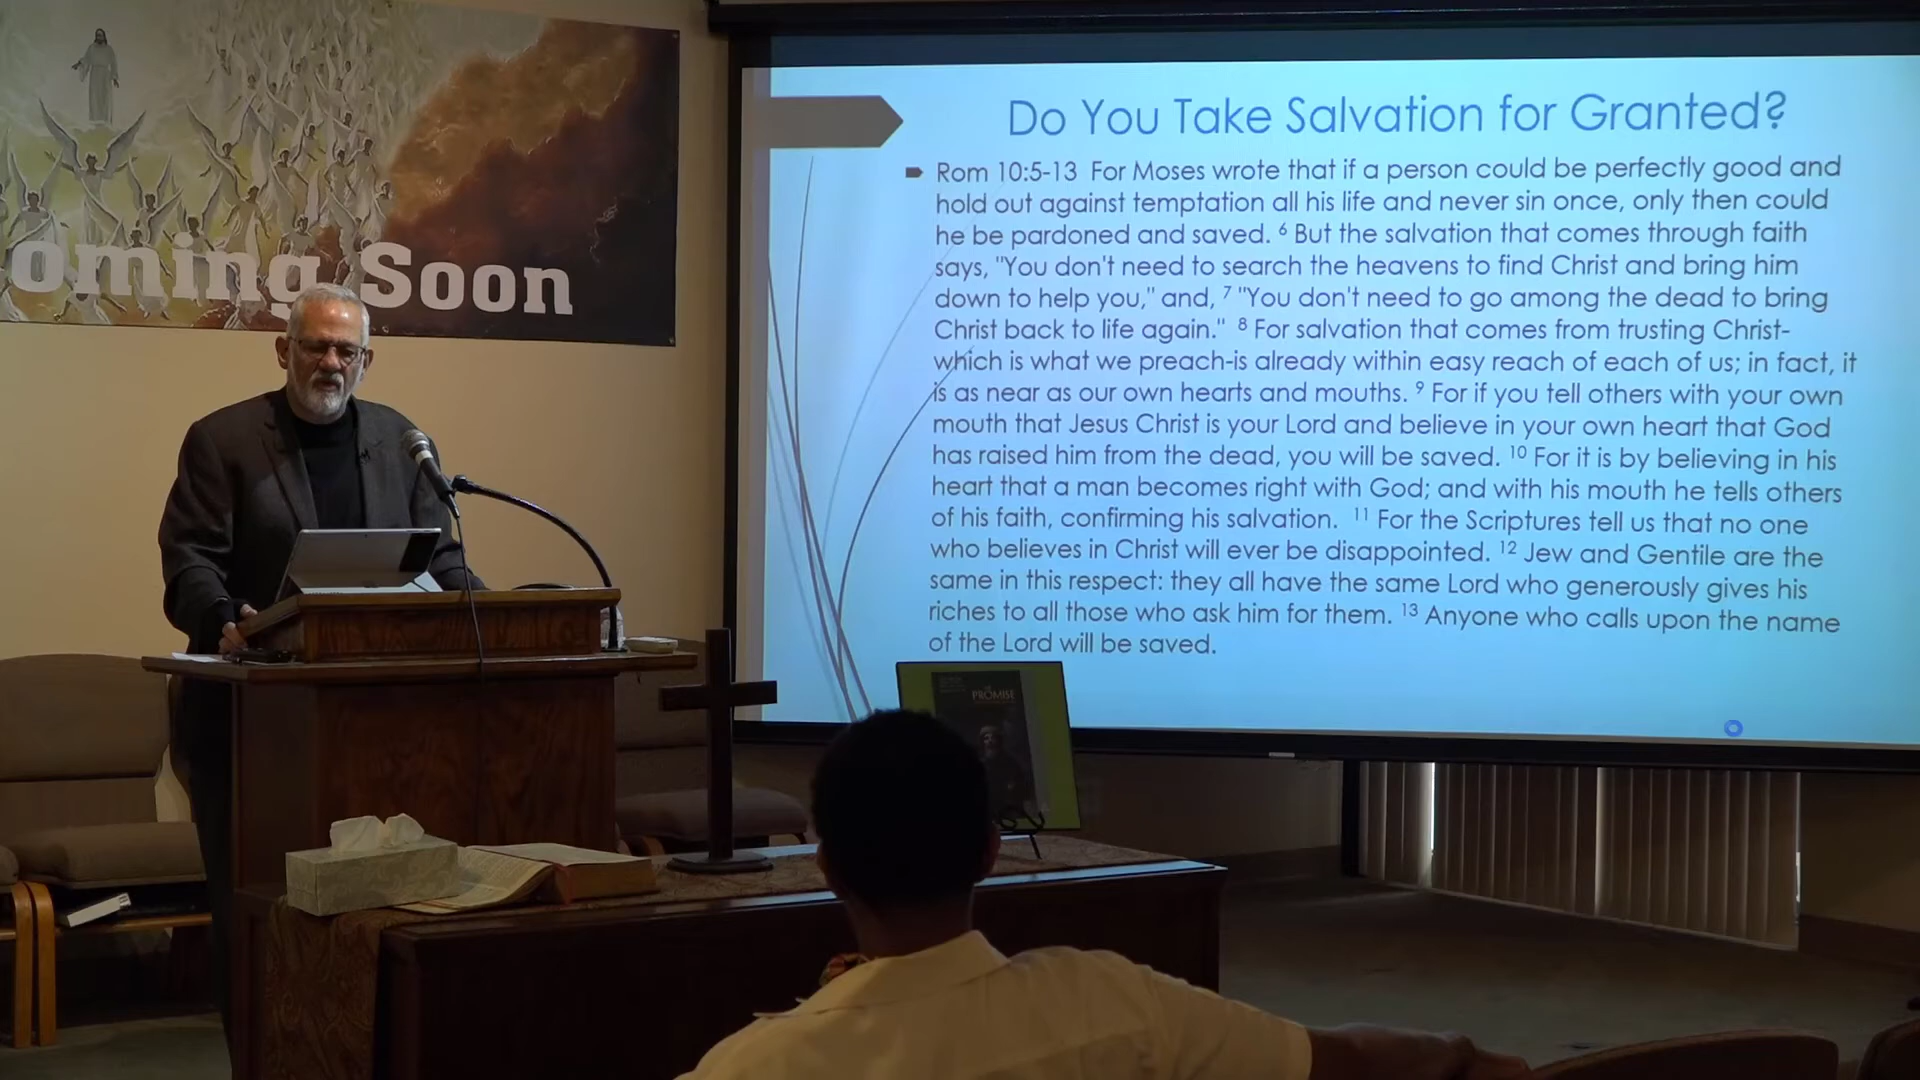 oming Soon
Do You Take Salvation for Granted?
Rom 10:5-13 For Moses wrote that if a person could be perfectly good and
hold out against temptation all his life and never sin once, only then could
he be pardoned and saved. 6 But the salvation that comes through faith
says, "You don't need to search the heavens to find Christ and bring him
down to help you," and, 7 "You don't need to go among the dead to bring
Christ back to life again." 8 For salvation that comes from trusting Christ-
which is what we preach-is already within easy reach of each of us; in fact, it
is as near as our own hearts and mouths. 9 For if you tell others with your own
mouth that Jesus Christ is your Lord and believe in your own heart that God
has raised him from the dead, you will be saved. 10 For it is by believing in his
heart that a man becomes right with God; and with his mouth he tells others
of his faith, confirming his salvation. 11 For the Scriptures tell us that no one
who believes in Christ will ever be disappointed. 12 Jew and Gentile are the
same in this respect: they all have the same Lord who generously gives his
riches to all those who ask him for them. 13 Anyone who calls upon the name
of the Lord will be saved.
PROMISE